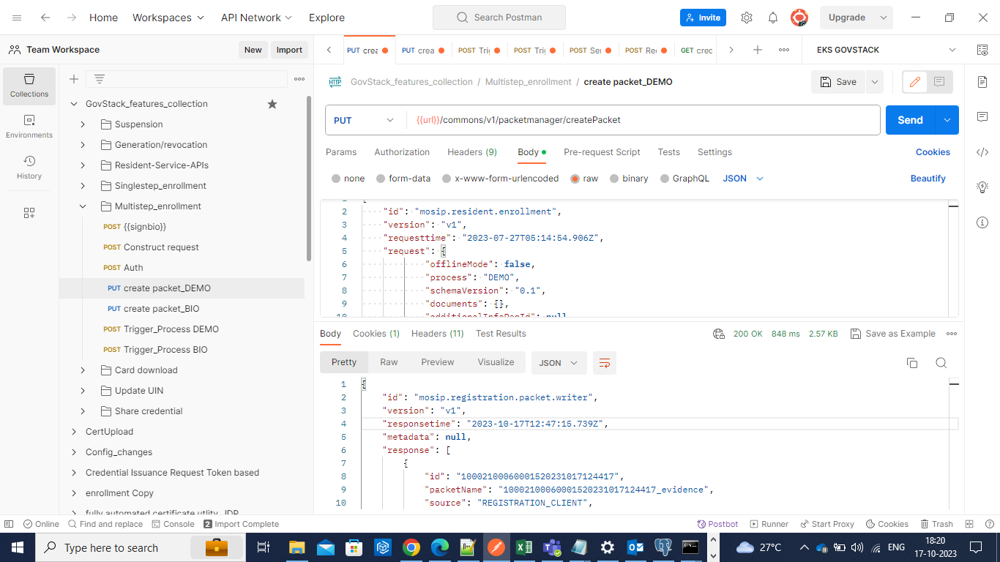 Home Workspaces API Network Explore Search Postman Invite Upgrade
Team Workspace New Import PUT crea PUT crea POST Tri POST Tri POST Se POST Re GET cred EKS GOVSTACK
Collections
Environments
History
GovStack_features_collection
Suspension
Generation/revocation
Resident-Service-APIs
Singlestep_enrollment
Multistep_enrollment
POST {{signbio}}
POST Construct request
POST Auth
PUT create packet_DEMO
PUT create packet_BIO
POST Trigger_Process DEMO
POST Trigger_Process BIO
Card download
Update UIN
Share credential
CertUpload
Config_changes
Credential Issuance Request Token based
enrollment Copy
fully automated certificate utlity_IDP
HTTP GovStack_features_collection / Multistep_enrollment / create packet_DEMO Save
PUT {{url}}/commons/v1/packetmanager/createPacket Send
Params Authorization Headers (9) Body Pre-request Script Tests Settings Cookies
none form-data x-www-form-urlencoded raw binary GraphQL JSON Beautify
1 {
2 "id": "mosip.resident.enrollment",
3 "version": "v1",
4 "requesttime": "2023-07-27T05:14:54.906Z",
5 "request": {
6 "offlineMode": false,
7 "process": "DEMO",
8 "schemaVersion": "0.1",
9 "documents": {},
10 "additionalInfoReqId": null
Body Cookies (1) Headers (11) Test Results 200 OK 848 ms 2.57 KB Save as Example
Pretty Raw Preview Visualize JSON
1 {
2 "id": "mosip.registration.packet.writer",
3 "version": "v1",
4 "responsetime": "2023-10-17T12:47:15.739Z",
5 "metadata": null,
6 "response": [
7 {
8 "id": "10002100060001520231017124417",
9 "packetName": "10002100060001520231017124417_evidence",
10 "source": "REGISTRATION_CLIENT",
Online Find and replace Console 2 Import Complete Postbot Runner Start Proxy Cookies Trash
Type here to search 27°C ENG 18:20
17-10-2023